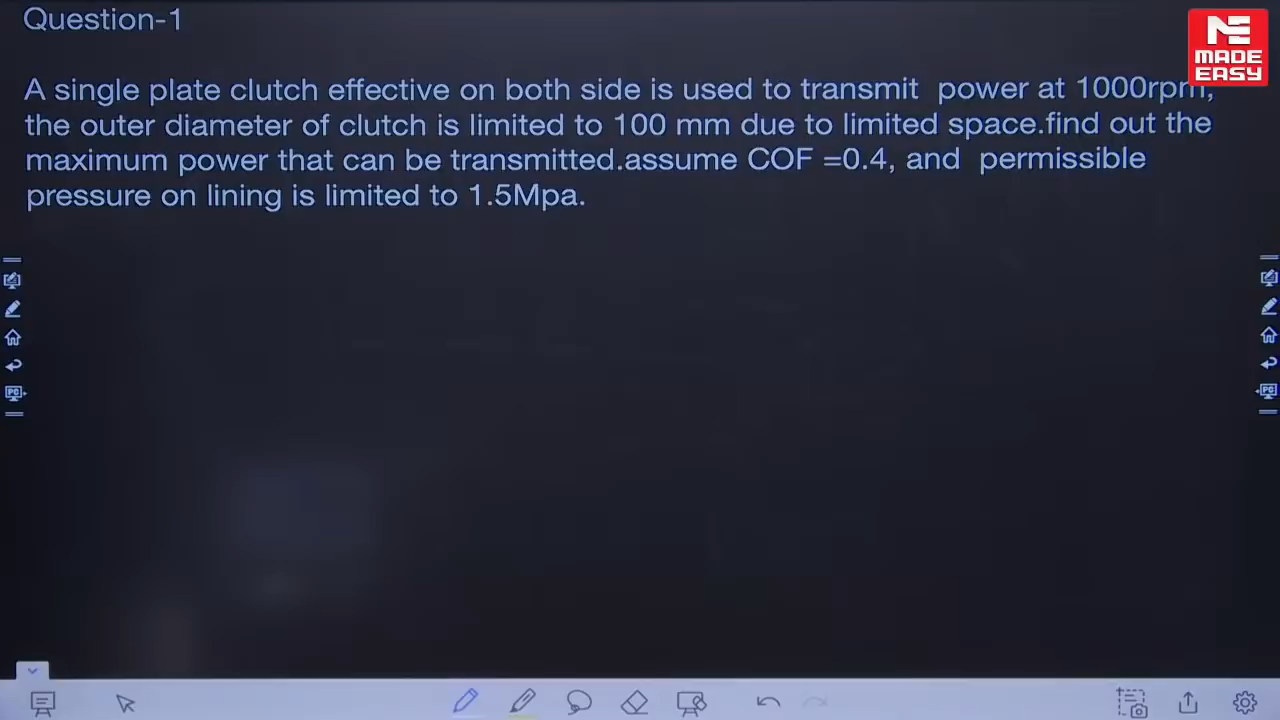 Question-1
MADE
EASY
A single plate clutch effective on both side is used to transmit power at 1000rpm,
the outer diameter of clutch is limited to 100 mm due to limited space.find out the
maximum power that can be transmitted.assume COF =0.4, and permissible
pressure on lining is limited to 1.5Mpa.
PC
PC